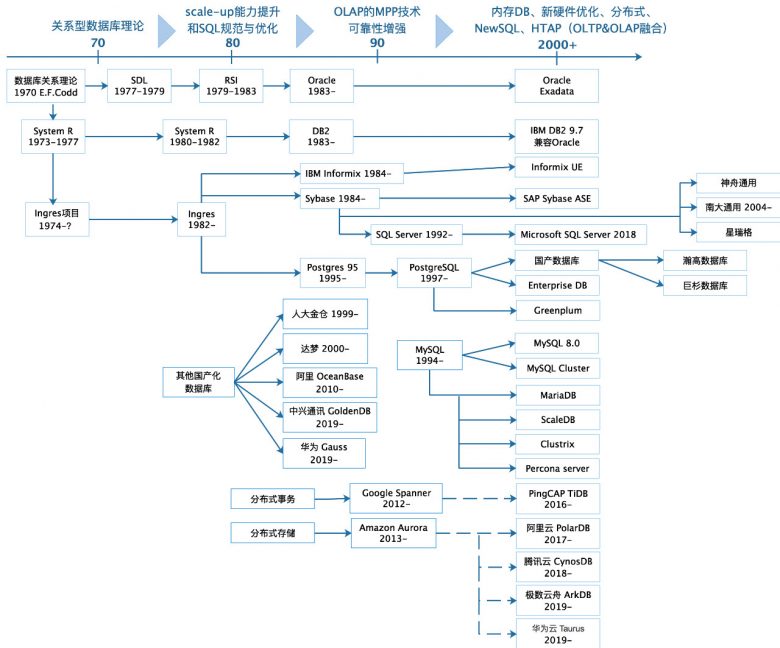 关系型数据库理论
scale-up能力提升
和SQL规范与优化
OLAP的MPP技术
可靠性增强
内存DB、新硬件优化、分布式、
NewSQL、HTAP（OLTP&OLAP融合）
70
80
90
2000+
数据库关系理论
1970 E.F.Codd
SDL
1977-1979
RSI
1979-1983
Oracle
1983-
Oracle
Exadata
System R
1973-1977
System R
1980-1982
DB2
1983-
IBM DB2 9.7
兼容Oracle
IBM Informix 1984-
Informix UE
Ingres项目
1974-?
Ingres
1982-
Sybase 1984-
SAP Sybase ASE
神舟通用
南大通用 2004-
星瑞格
SQL Server 1992-
Microsoft SQL Server 2018
Postgres 95
1995-
PostgreSQL
1997-
国产数据库
瀚高数据库
Enterprise DB
巨杉数据库
Greenplum
其他国产化
数据库
人大金仓 1999-
达梦 2000-
阿里 OceanBase
2010-
中兴通讯 GoldenDB
2019-
华为 Gauss
2019-
MySQL
1994-
MySQL 8.0
MySQL Cluster
MariaDB
ScaleDB
Clustrix
Percona server
分布式事务
Google Spanner
2012-
PingCAP TiDB
2016-
分布式存储
Amazon Aurora
2013-
阿里云 PolarDB
2017-
腾讯云 CynosDB
2018-
极数云舟 ArkDB
2019-
华为云 Taurus
2019-